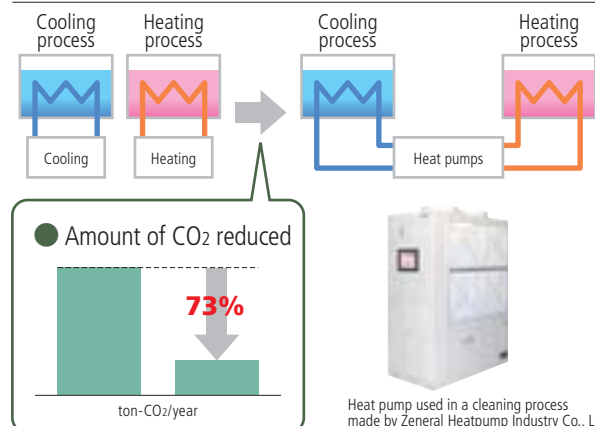 Cooling
process
Heating
process
Cooling
process
Heating
process
Cooling
Heating
Heat pumps
Amount of CO2 reduced
73%
ton-CO2/year
Heat pump used in a cleaning process
made by Zeneral Heatpump Industry Co., L